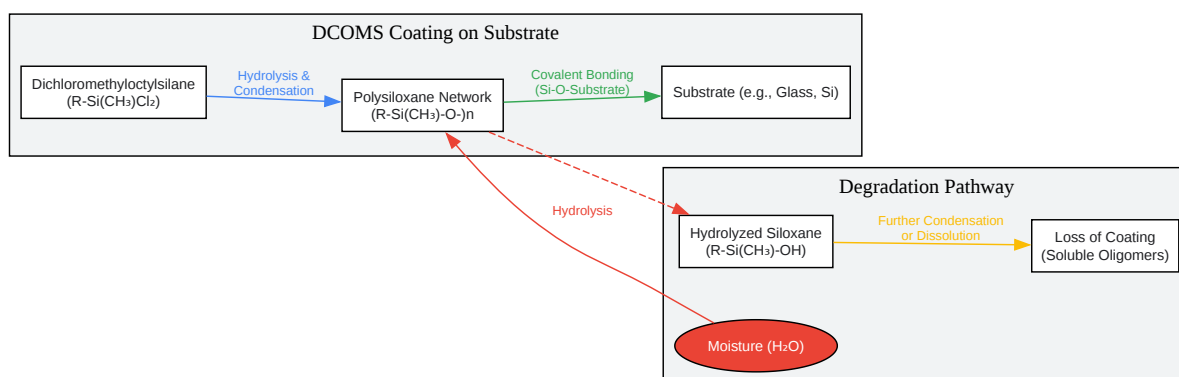 DCOMS Coating on Substrate
Dichloromethyloctylsilane
(R-Si(CH₃)Cl₂)
Hydrolysis &
Condensation
Polysiloxane Network
(R-Si(CH₃)-O-)n
Covalent Bonding
(Si-O-Substrate)
Substrate (e.g., Glass, Si)
Degradation Pathway
Hydrolysis
Hydrolyzed Siloxane
(R-Si(CH₃)-OH)
Further Condensation
or Dissolution
Loss of Coating
(Soluble Oligomers)
Moisture (H₂O)